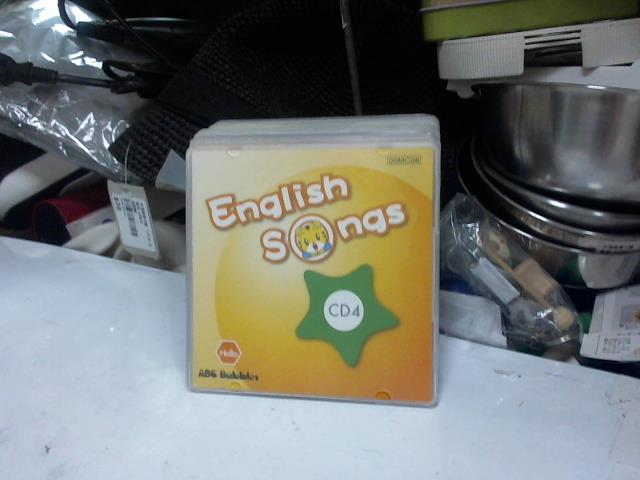 English
Songs
CD4
Hello
ABC Bubbles